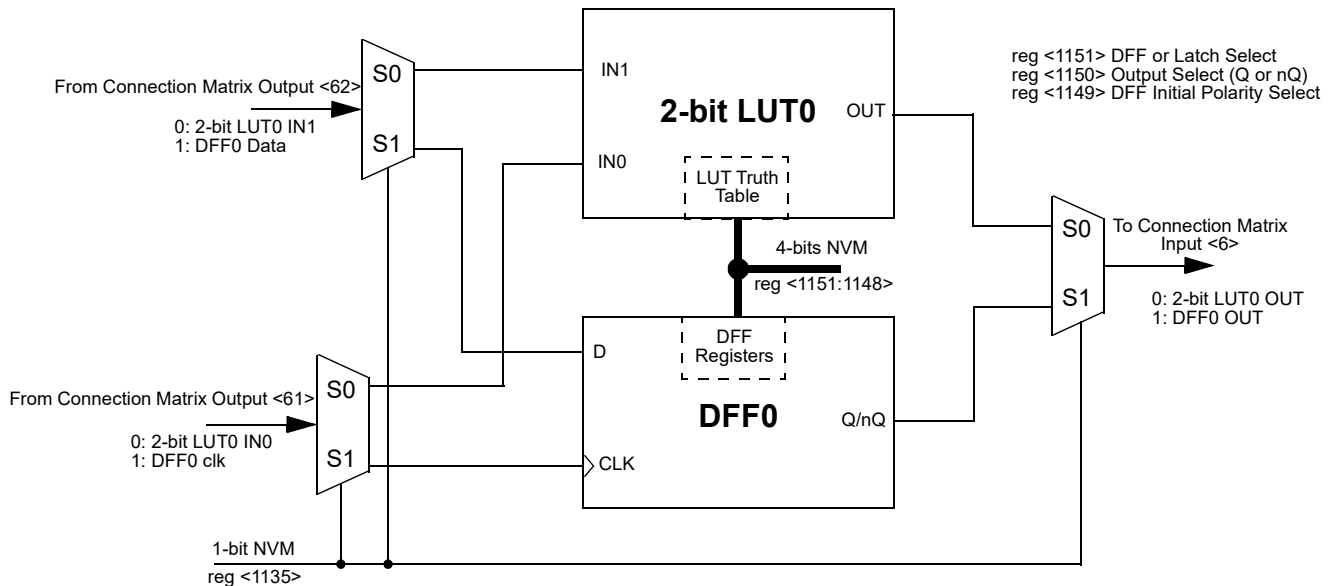 reg <1151> DFF or Latch Select
reg <1150> Output Select (Q or nQ)
reg <1149> DFF Initial Polarity Select
From Connection Matrix Output <62>
0: 2-bit LUT0 IN1
1: DFF0 Data
S0
S1
IN1
2-bit LUT0
OUT
IN0
LUT Truth
Table
4-bits NVM
reg <1151:1148>
S0
S1
To Connection Matrix
Input <6>
0: 2-bit LUT0 OUT
1: DFF0 OUT
DFF
Registers
D
DFF0
Q/nQ
CLK
From Connection Matrix Output <61>
0: 2-bit LUT0 IN0
1: DFF0 clk
S0
S1
1-bit NVM
reg <1135>